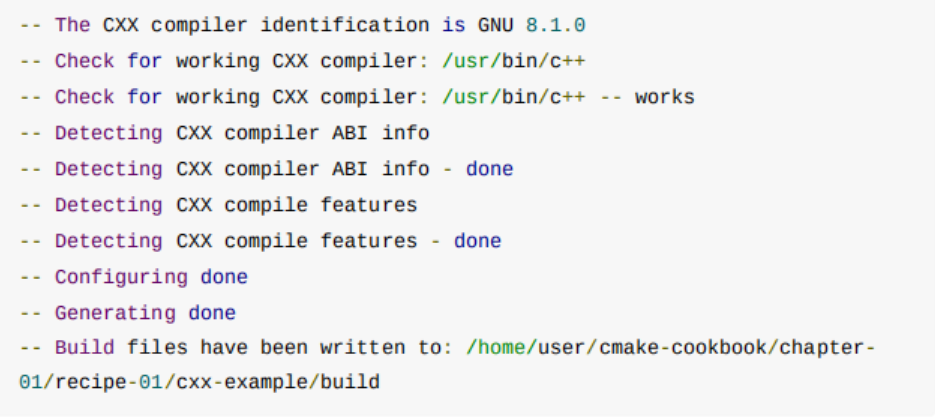 -- The CXX compiler identification is GNU 8.1.0
-- Check for working CXX compiler: /usr/bin/c++
-- Check for working CXX compiler: /usr/bin/c++ -- works
-- Detecting CXX compiler ABI info
-- Detecting CXX compiler ABI info - done
-- Detecting CXX compile features
-- Detecting CXX compile features - done
-- Configuring done
-- Generating done
-- Build files have been written to: /home/user/cmake-cookbook/chapter-
01/recipe-01/cxx-example/build